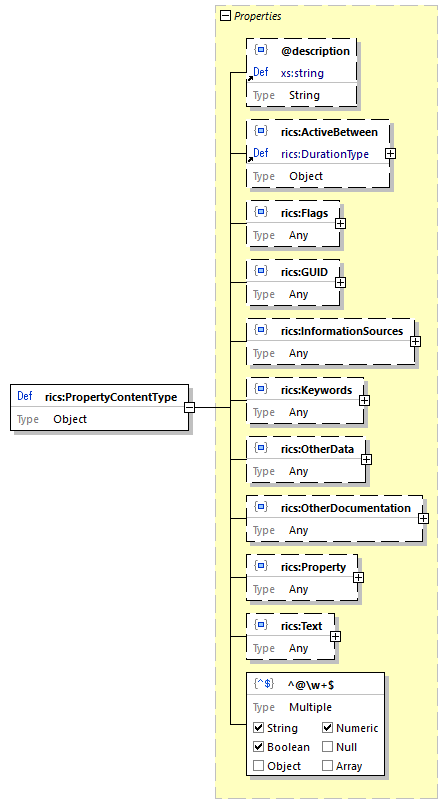 Properties
@description
Def xs:string
Type String
rics:ActiveBetween
Def rics:DurationType
Type Object
rics:Flags
Type Any
rics:GUID
Type Any
rics:InformationSources
Type Any
Def rics:PropertyContentType
Type Object
rics:Keywords
Type Any
rics:OtherData
Type Any
rics:OtherDocumentation
Type Any
rics:Property
Type Any
rics:Text
Type Any
{^$} ^@\w+$
Type Multiple
String Numeric
Boolean Null
Object Array